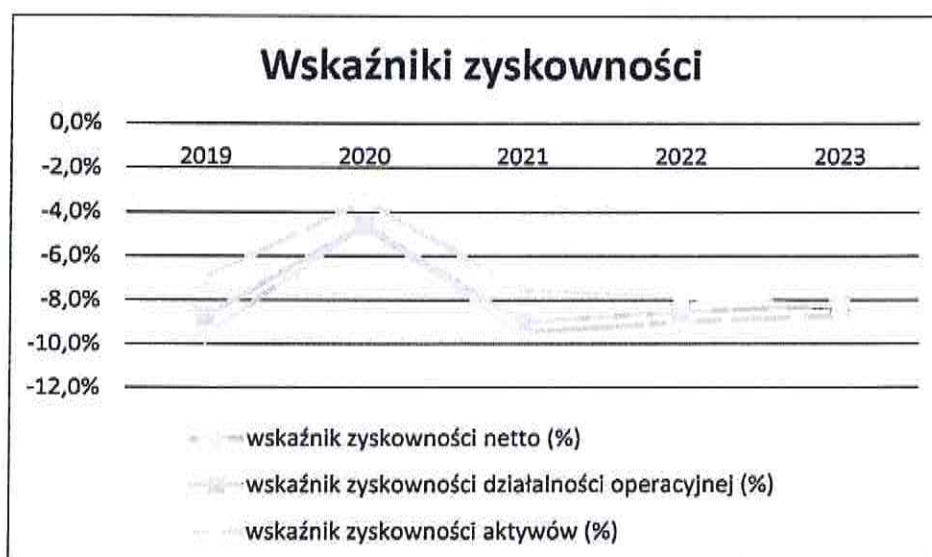 Wskaźniki zyskowności
0,0%
2019 2020 2021 2022 2023
-2,0%
-4,0%
-6,0%
-8,0%
-10,0%
-12,0%
wskaźnik zyskowności netto (%)
wskaźnik zyskowności działalności operacyjnej (%)
wskaźnik zyskowności aktywów (%)